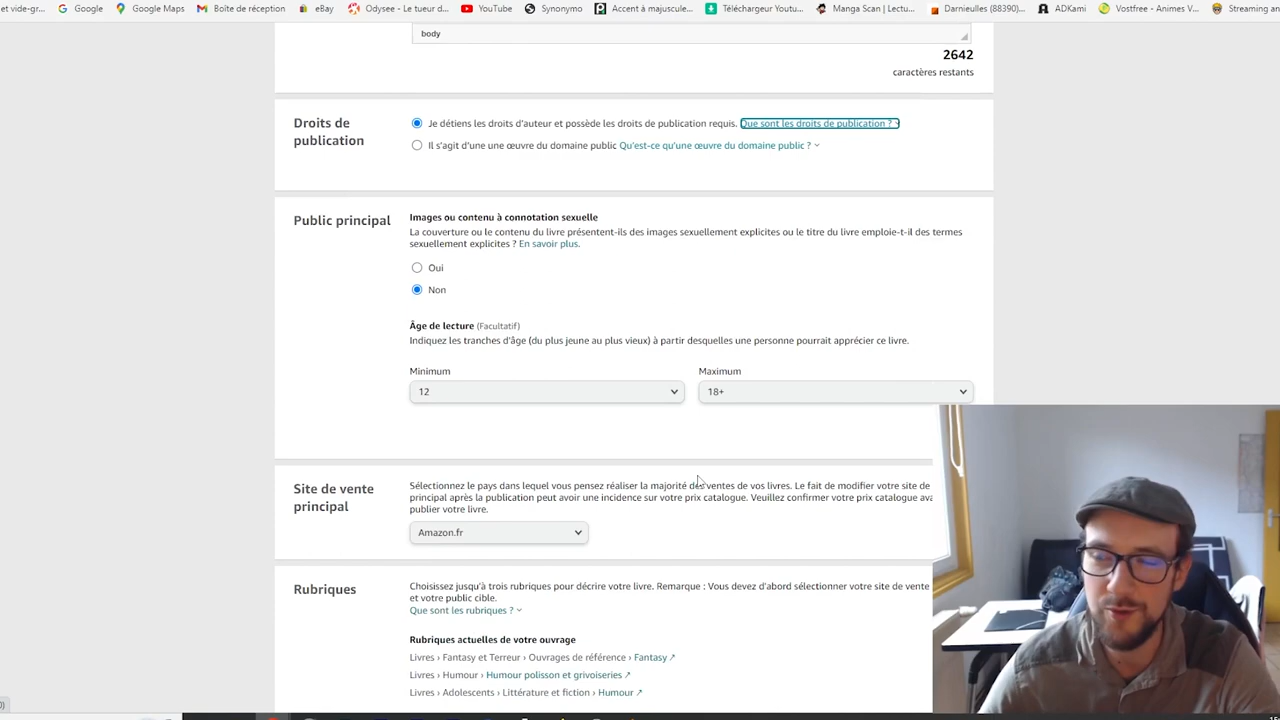 et vide-gr...
Google
Google Maps
Boîte de réception
eBay
Odysee - Le tueur d...
YouTube
Synonymo
Accent à majuscule...
Téléchargeur Youtu...
Manga Scan | Lectu...
Darnieulles (88390)...
ADKami
Vostfree - Animes V...
Streaming an
body
2642
caractères restants
Droits de
publication
Je détiens les droits d'auteur et possède les droits de publication requis. Que sont les droits de publication ?
Il s'agit d'une une œuvre du domaine public Qu'est-ce qu'une œuvre du domaine public ?
Public principal
Images ou contenu à connotation sexuelle
La couverture ou le contenu du livre présentent-ils des images sexuellement explicites ou le titre du livre emploie-t-il des termes
sexuellement explicites ? En savoir plus.
Oui
Non
Âge de lecture (Facultatif)
Indiquez les tranches d'âge (du plus jeune au plus vieux) à partir desquelles une personne pourrait apprécier ce livre.
Minimum
Maximum
12
18+
Site de vente
principal
Sélectionnez le pays dans lequel vous pensez réaliser la majorité des ventes de vos livres. Le fait de modifier votre site de
principal après la publication peut avoir une incidence sur votre prix catalogue. Veuillez confirmer votre prix catalogue ava
publier votre livre.
Amazon.fr
Rubriques
Choisissez jusqu'à trois rubriques pour décrire votre livre. Remarque : Vous devez d'abord sélectionner votre site de vente
et votre public cible.
Que sont les rubriques ?
Rubriques actuelles de votre ouvrage
Livres › Fantasy et Terreur › Ouvrages de référence › Fantasy
Livres › Humour › Humour polisson et grivoiseries
Livres › Adolescents › Littérature et fiction › Humour